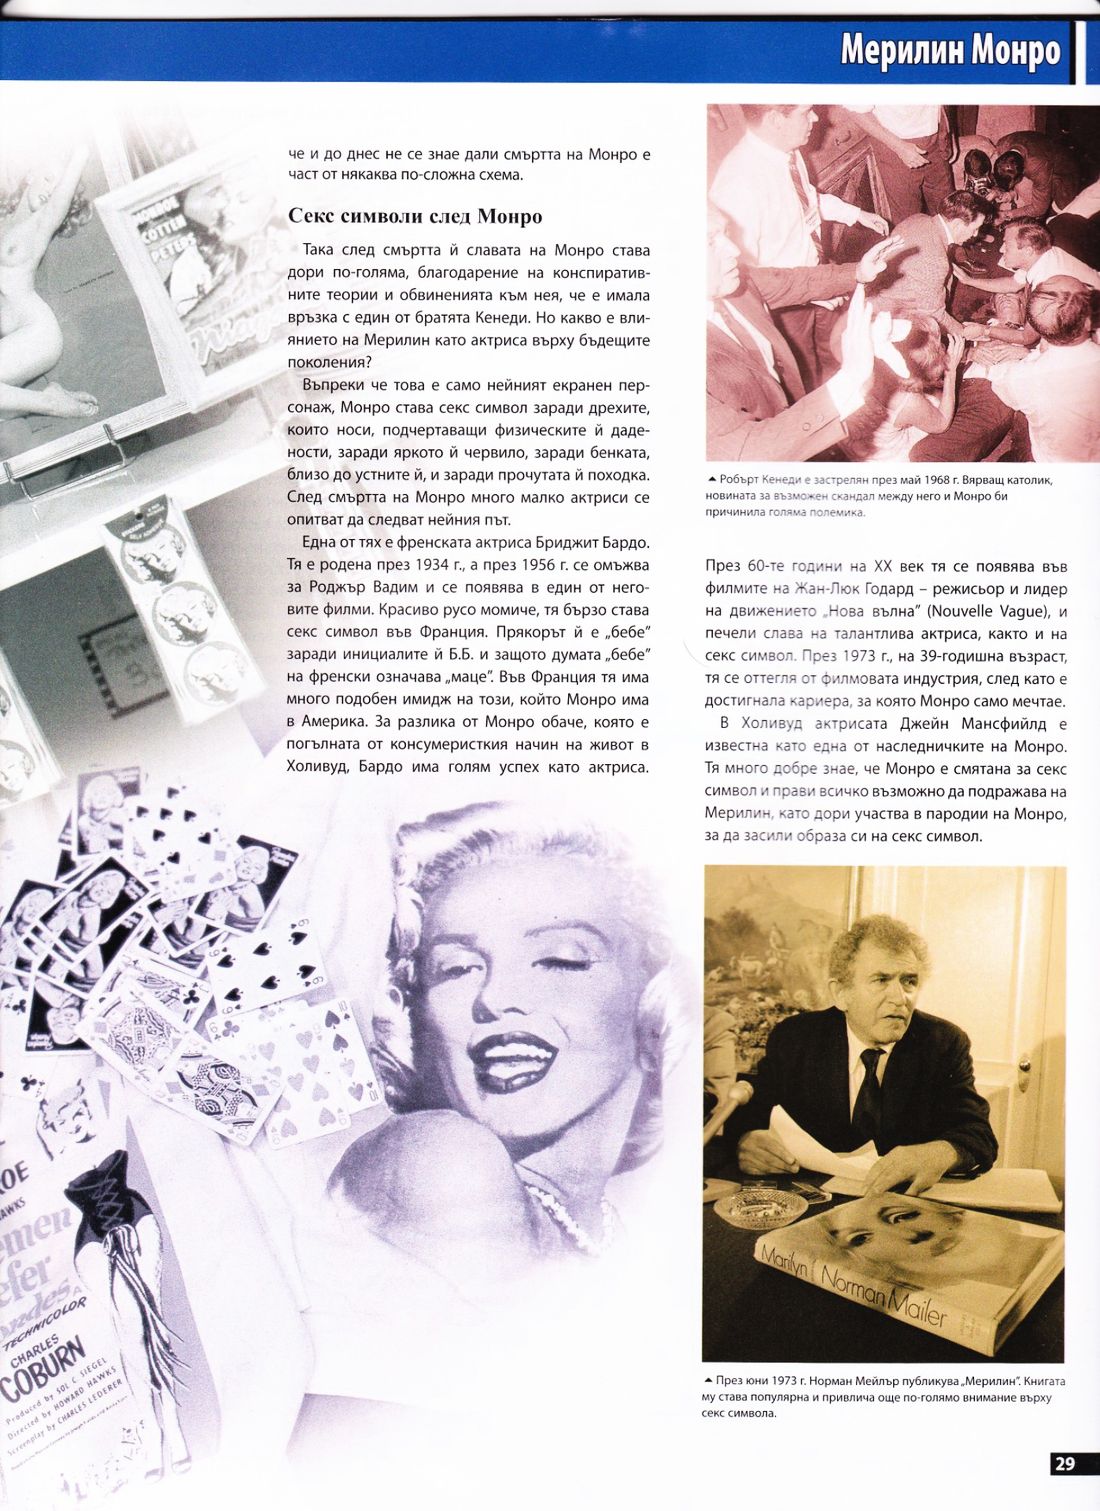 Мерилин Монро
че и до днес не се знае дали смъртта на Монро е
част от някаква по-сложна схема.
Секс символи след Монро
Така след смъртта й славата на Монро става
дори по-голяма, благодарение на конспиратив-
ните теории и обвиненията към нея, че е имала
връзка с един от братята Кенеди. Но какво е вли-
янието на Мерилин като актриса върху бъдещите
поколения?
Въпреки че това е само нейният екранен пер-
сонаж, Монро става секс символ заради дрехите,
които носи, подчертаващи физическите й даде-
ности, заради яркото й червило, заради бенката,
близо до устните й, и заради прочутата й походка.
След смъртта на Монро много малко актриси се
опитват да следват нейния път.
Една от тях е френската актриса Бриджит Бардо.
Тя е родена през 1934 г., а през 1956 г. се омъжва
за Роджър Вадим и се появява в един от него-
вите филми. Красиво русо момиче, тя бързо става
секс символ във Франция. Прякорът й е „бебе”
заради инициалите й Б.Б. и защото думата „бебе”
на френски означава „маце”. Във Франция тя има
много подобен имидж на този, който Монро има
в Америка. За разлика от Монро обаче, която е
погълната от консумеристкия начин на живот в
Холивуд, Бардо има голям успех като актриса.
Робърт Кенеди е застрелян през май 1968 г. Вярващ католик,
новината за възможен скандал между него и Монро би
причинила голяма полемика.
През 60-те години на XX век тя се появява във
филмите на Жан-Люк Годард – режисьор и лидер
на движението „Нова вълна” (Nouvelle Vague), и
печели слава на талантлива актриса, както и на
секс символ. През 1973 г., на 39-годишна възраст,
тя се оттегля от филмовата индустрия, след като е
достигнала кариера, за която Монро само мечтае.
В Холивуд актрисата Джейн Мансфийлд е
известна като една от наследничките на Монро.
Тя много добре знае, че Монро е смятана за секс
символ и прави всичко възможно да подражава на
Мерилин, като дори участва в пародии на Монро,
за да засили образа си на секс символ.
Marilyn Norman Mailer
През юни 1973 г. Норман Мейлър публикува „Мерилин”. Книгата
му става популярна и привлича още по-голямо внимание върху
секс символа.
COTTEN
PETERS
ROE
HAWKS
TECHNICOLOR
CHARLES
COBURN
Produced by SOL C. SIEGEL
Directed by HOWARD HAWKS
Screenplay by CHARLES LEDERER
29